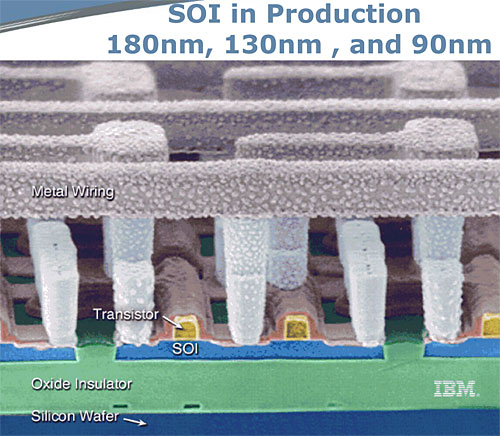 SOI in Production
180nm, 130nm , and 90nm
Metal Wiring
Transistor
SOI
Oxide Insulator
IBM
Silicon Wafer